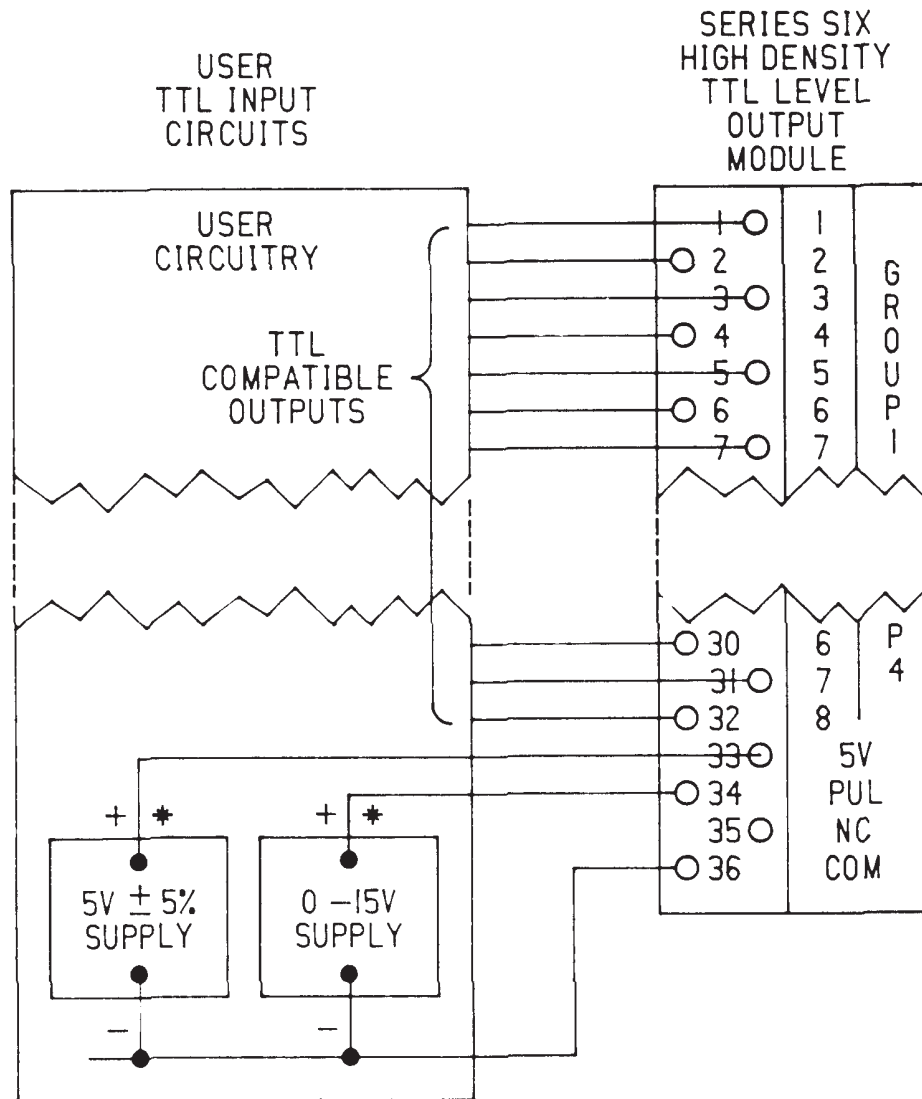 USER
TTL INPUT
CIRCUITS
SERIES SIX
HIGH DENSITY
TTL LEVEL
OUTPUT
MODULE
USER
CIRCUITRY
TTL
COMPATIBLE
OUTPUTS
1 1
2 2
3 3
4 4
5 5
6 6
7 7
GROUP 1
30 6
31 7
32 8
P4
33 5V
34 PUL
35 NC
36 COM
+ *
+ *
5V ± 5%
SUPPLY
0 -15V
SUPPLY
-
-